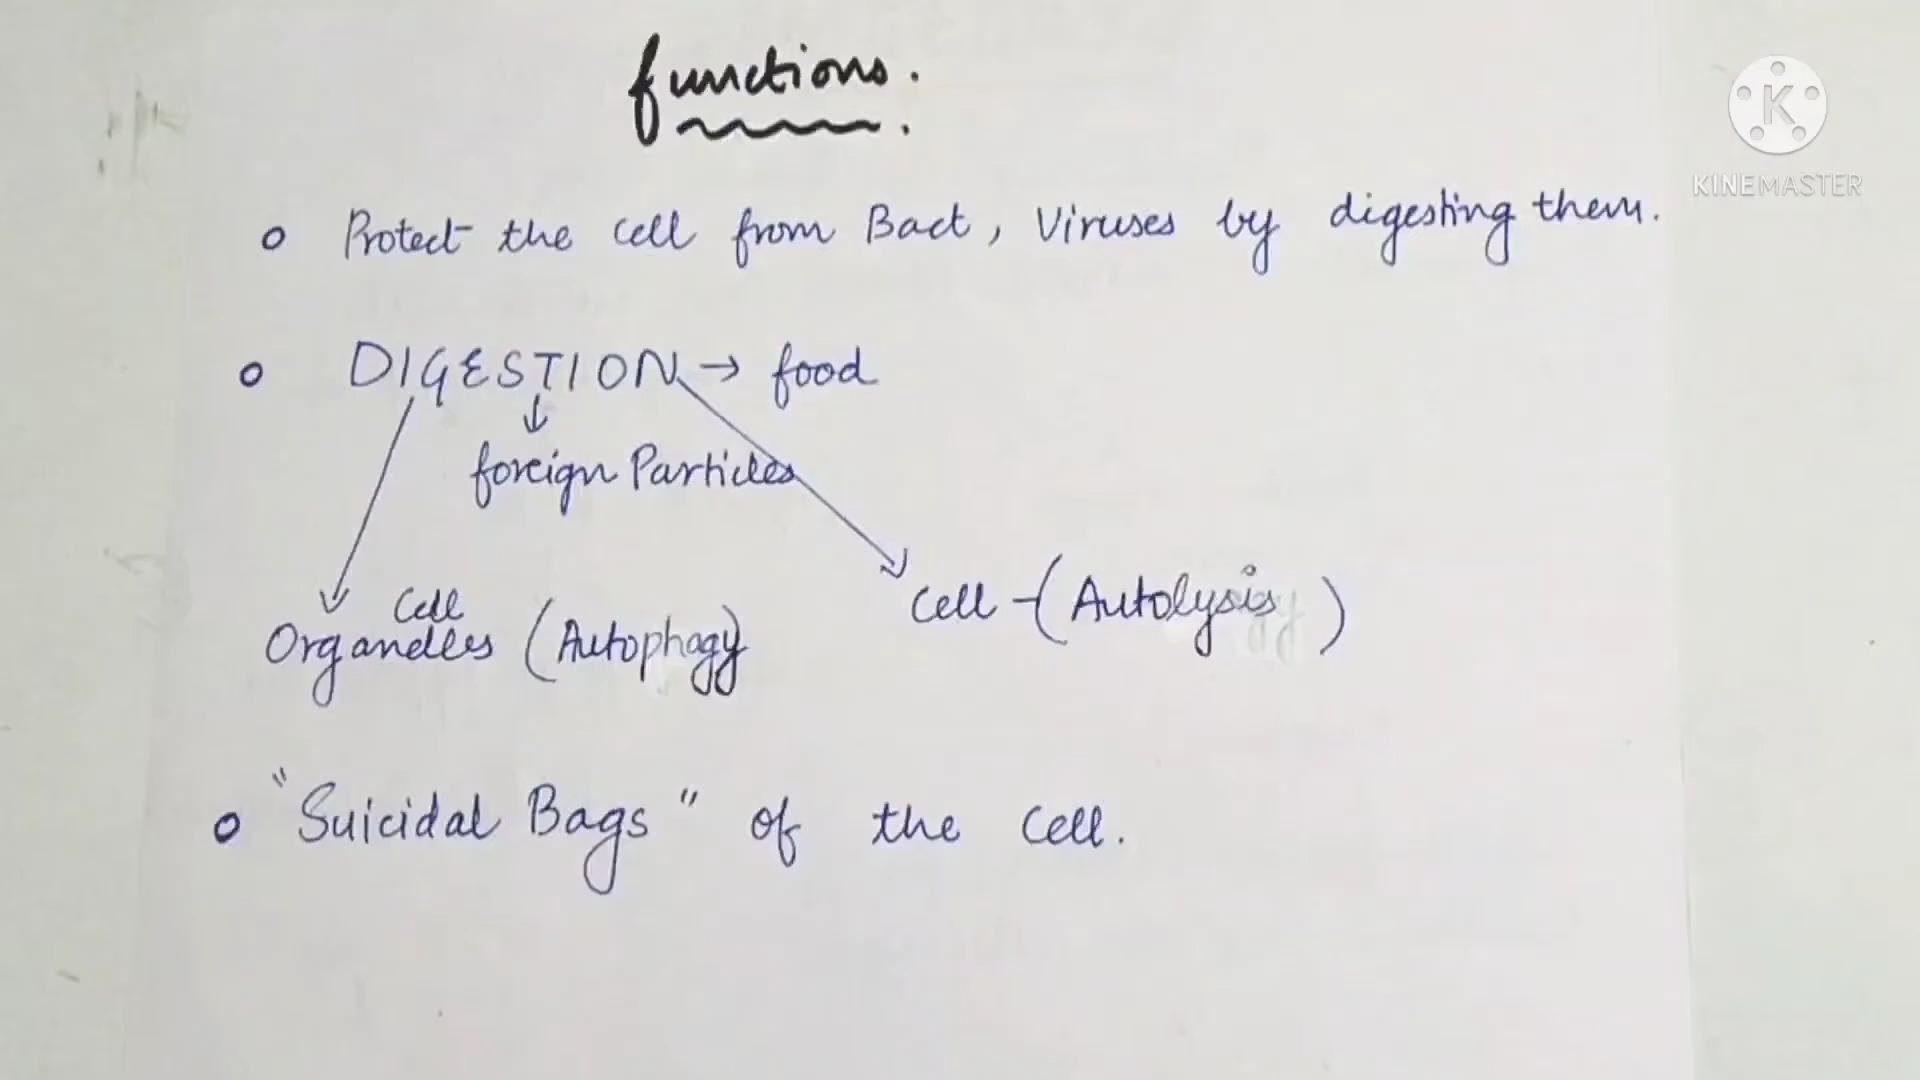 functions.
K
KINEMASTER
o Protect the cell from Bact, Viruses by digesting them.
o DIGESTION → food
↓
foreign Particles
Cell
Organelles (Autophagy)
Cell - (Autolysis)
o "Suicidal Bags" of the cell.